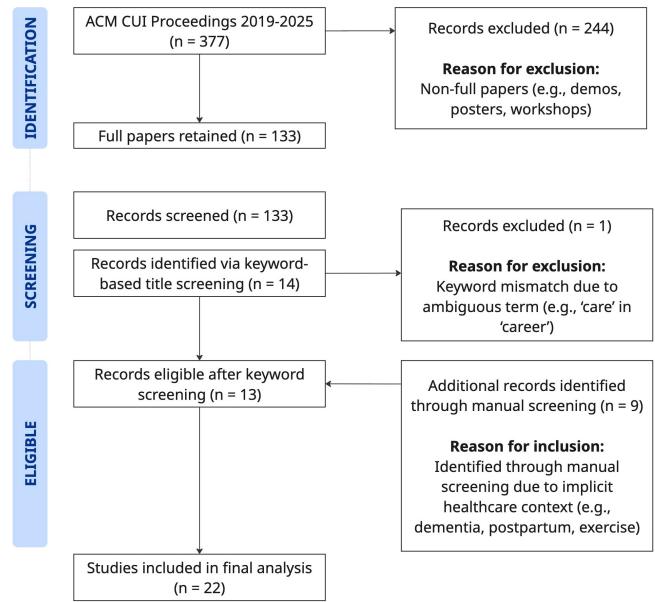 IDENTIFICATION
ACM CUI Proceedings 2019-2025
(n = 377)
Records excluded (n = 244)
Reason for exclusion:
Non-full papers (e.g., demos,
posters, workshops)
Full papers retained (n = 133)
SCREENING
Records screened (n = 133)
Records identified via keyword-
based title screening (n = 14)
Records excluded (n = 1)
Reason for exclusion:
Keyword mismatch due to
ambiguous term (e.g., ‘care’ in
‘career’)
ELIGIBLE
Records eligible after keyword
screening (n = 13)
Additional records identified
through manual screening (n = 9)
Reason for inclusion:
Identified through manual
screening due to implicit
healthcare context (e.g.,
dementia, postpartum, exercise)
Studies included in final analysis
(n = 22)